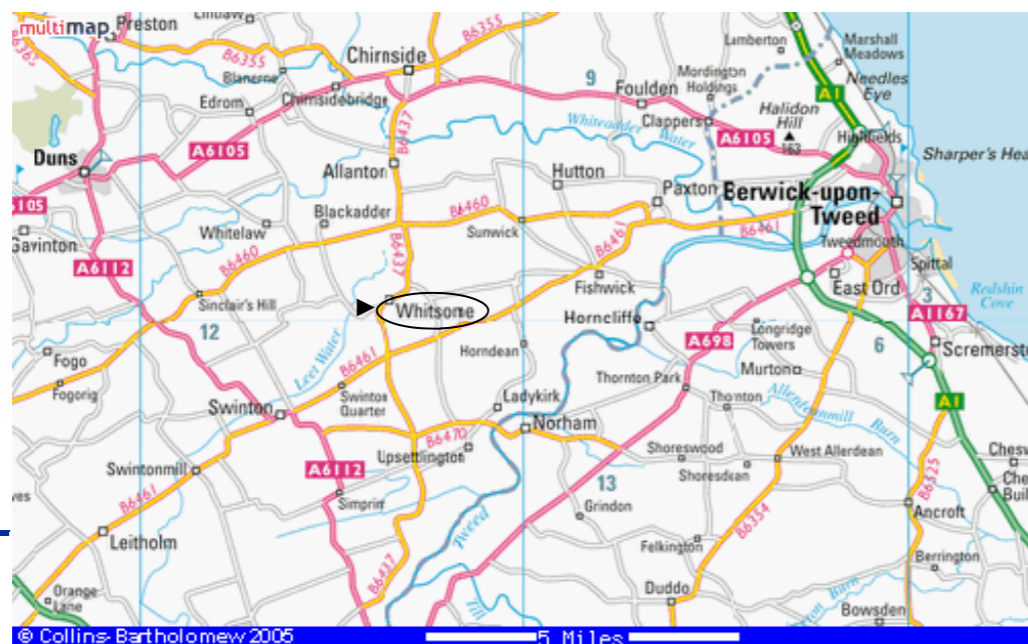 multimap
Preston
B6355
Chirnside
B6355
Lamberton
Marshall
Meadows
B6365
Blanerne
Chirnsidebridge
9
Foulden
Mordington
Holdings
Needles
Eye
A1
Edrom
Clappers
Halidon
Hill
163
Highfields
B6437
Whiteadder Water
A6105
A6105
Duns
Allanton
Hutton
Paxton
Berwick-upon-
Tweed
Sharper's Hea
105
Gavinton
Whitelaw
Blackadder
B6460
Sunwick
B6461
B6461
Tweedmouth
A6112
B6460
B6437
Spittal
Sinclair's Hill
Whitsome
Fishwick
East Ord
3
Redshin
Cove
12
Horncliffe
A1167
Fogo
Leet Water
B6461
Horndean
A698
Longridge
Towers
6
Scremerst
Fogorig
Murton
Swinton
Swinton
Quarter
Ladykirk
Thornton Park
Thornton
Allerdeanmill Burn
A1
Norham
B6470
Upsettlington
Shoreswood
West Allerdean
Swintonmill
A6112
Shoresdean
B6525
Simprim
13
Grindon
B6461
Ancroft
Leitholm
Tweed
B6354
Felkington
Berrington
Orange
Lane
B6437
Till
Duddo
Burn
Bowsden
© Collins-Bartholomew 2005
5 Miles